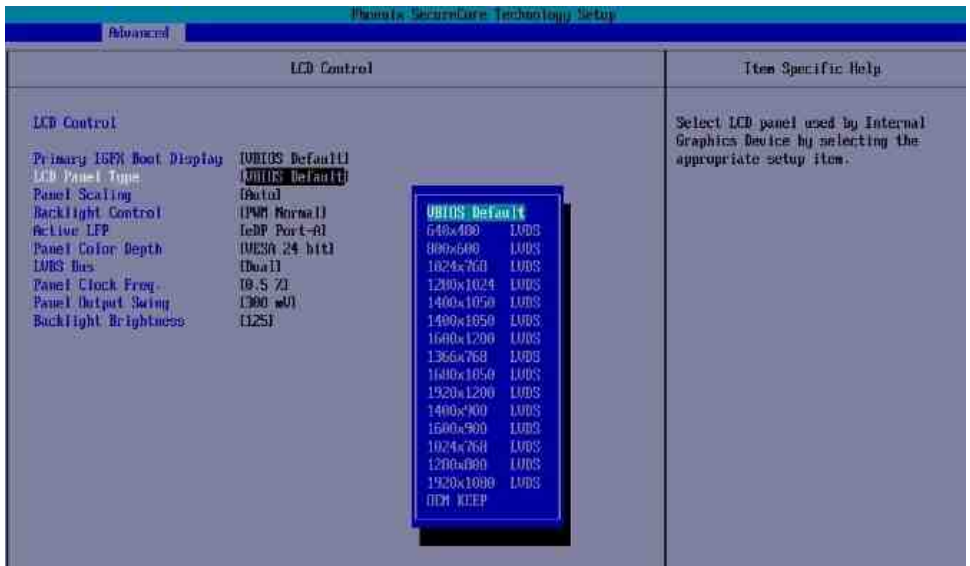 Phoenix SecureCore Technology Setup
Advanced
LCD Control
Item Specific Help
LCD Control
Primary IGFX Boot Display [VBIOS Default]
LCD Panel Type [VBIOS Default]
Panel Scaling [Auto]
Backlight Control [PWM Normal]
Active LFP [eDP Port-A]
Panel Color Depth [VESA 24 bit]
LVDS Bus [Dual]
Panel Clock Freq. [0.5 %]
Panel Output Swing [300 mV]
Backlight Brightness [125]
VBIOS Default
640x480 LVDS
800x600 LVDS
1024x768 LVDS
1280x1024 LVDS
1400x1050 LVDS
1400x1050 LVDS
1600x1200 LVDS
1366x768 LVDS
1680x1050 LVDS
1920x1200 LVDS
1400x900 LVDS
1600x900 LVDS
1024x768 LVDS
1280x800 LVDS
1920x1080 LVDS
OEM KEEP
Select LCD panel used by Internal
Graphics Device by selecting the
appropriate setup item.